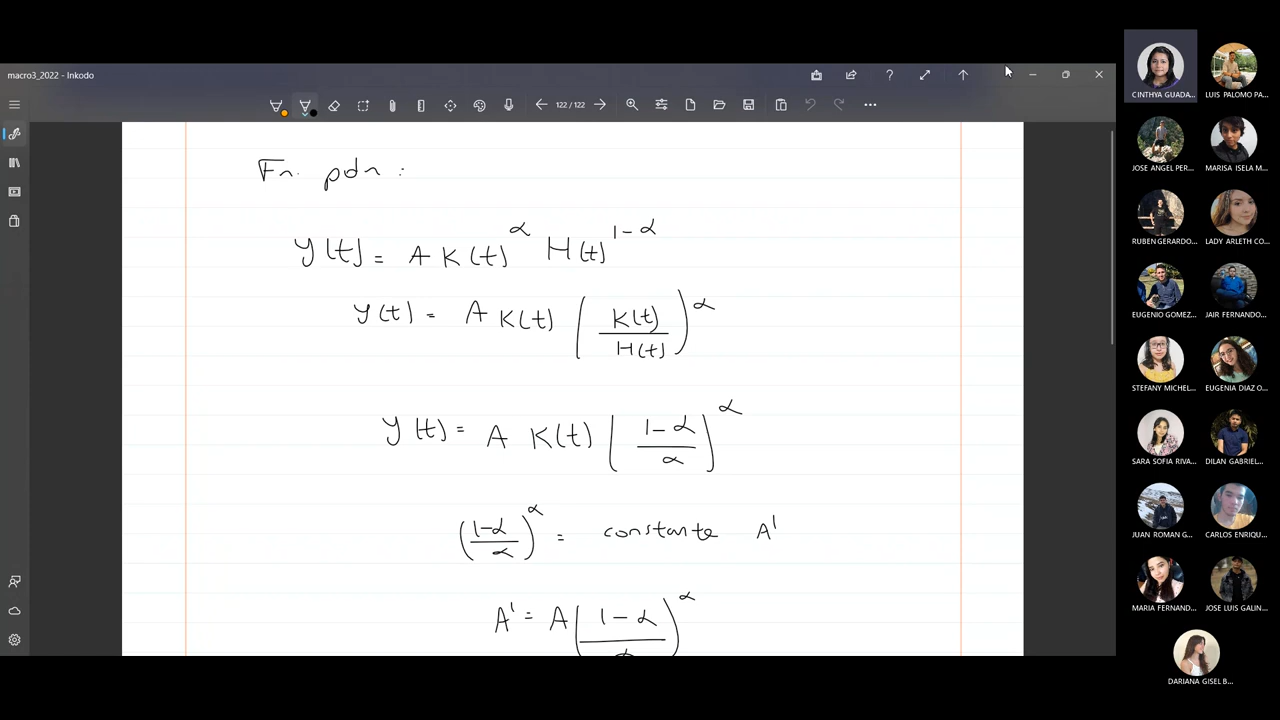 macro3_2022 - Inkodo
122 / 122
Fn. pdn :
Y(t) = A K(t)^α H(t)^1-α
Y(t) = A K(t) (K(t)/H(t))^α
Y(t) = A K(t) (1-α/α)^α
(1-α/α)^α = constante A'
A' = A(1-α/α)^α
CINTHYA GUADA...
LUIS PALOMO PA...
JOSE ANGEL PER...
MARISA ISELA M...
RUBEN GERARDO...
LADY ARLETH CO...
EUGENIO GOMEZ...
JAIR FERNANDO...
STEFANY MICHEL...
EUGENIA DIAZ O...
SARA SOFIA RIVA...
DILAN GABRIEL...
JUAN ROMAN G...
CARLOS ENRIQU...
MARIA FERNAND...
JOSE LUIS GALIN...
DARIANA GISEL B...